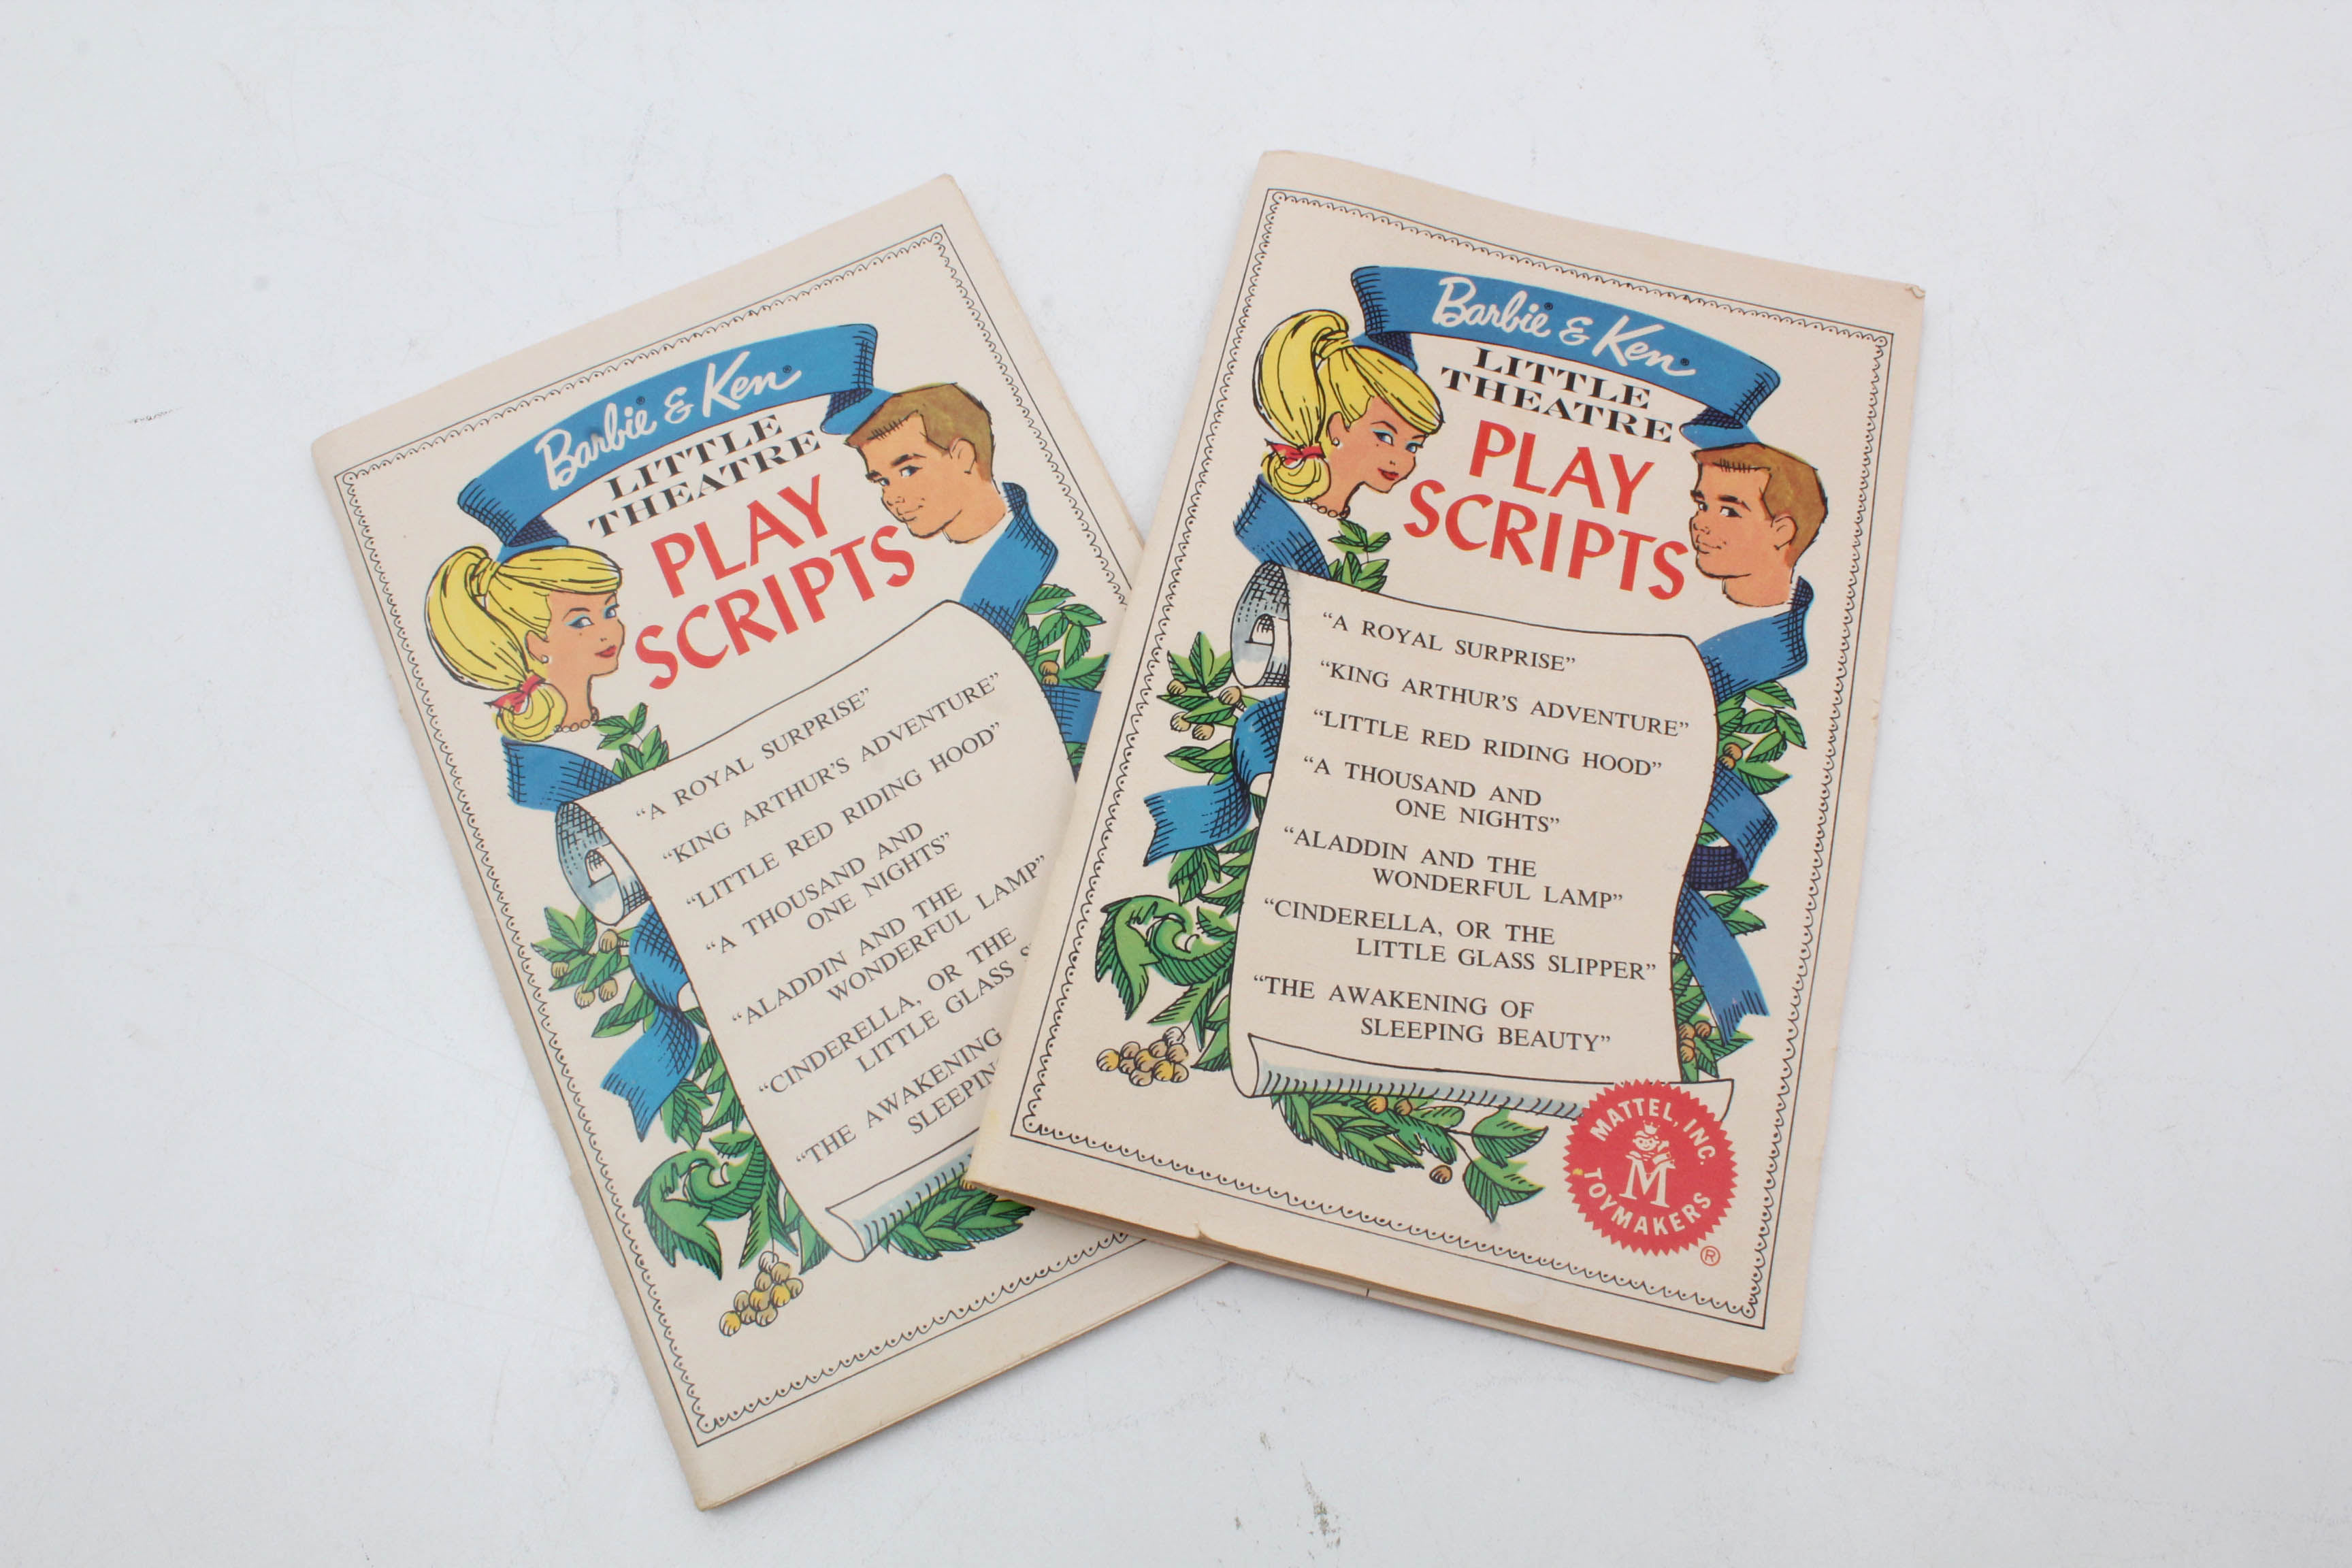 Barbie® & Ken®
LITTLE
THEATRE
PLAY
SCRIPTS
“A ROYAL SURPRISE”
“KING ARTHUR'S ADVENTURE”
“LITTLE RED RIDING HOOD”
“A THOUSAND AND
ONE NIGHTS”
“ALADDIN AND THE
WONDERFUL LAMP”
“CINDERELLA, OR THE
LITTLE GLASS
“THE AWAKENING
Barbie® & Ken®
LITTLE
THEATRE
PLAY
SCRIPTS
“A ROYAL SURPRISE”
“KING ARTHUR'S ADVENTURE”
“LITTLE RED RIDING HOOD”
“A THOUSAND AND
ONE NIGHTS”
“ALADDIN AND THE
WONDERFUL LAMP”
“CINDERELLA, OR THE
LITTLE GLASS SLIPPER”
“THE AWAKENING OF
SLEEPING BEAUTY”
MATTEL, INC.
M
TOYMAKERS
®